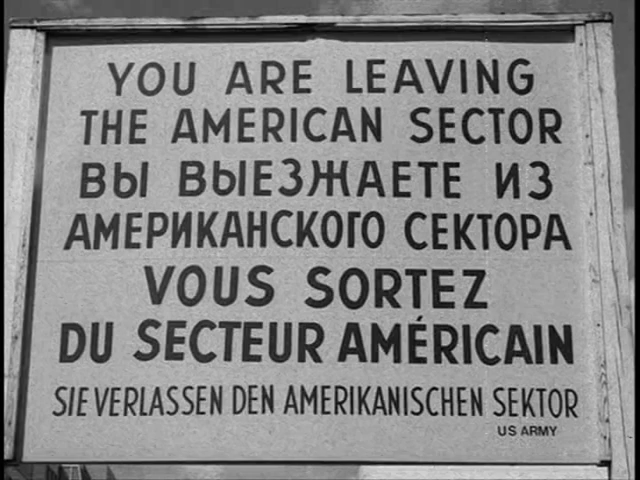 YOU ARE LEAVING
THE AMERICAN SECTOR
ВЫ ВЫЕЗЖАЕТЕ ИЗ
АМЕРИКАНСКОГО СЕКТОРА
VOUS SORTEZ
DU SECTEUR AMÉRICAIN
SIE VERLASSEN DEN AMERIKANISCHEN SEKTOR
US ARMY